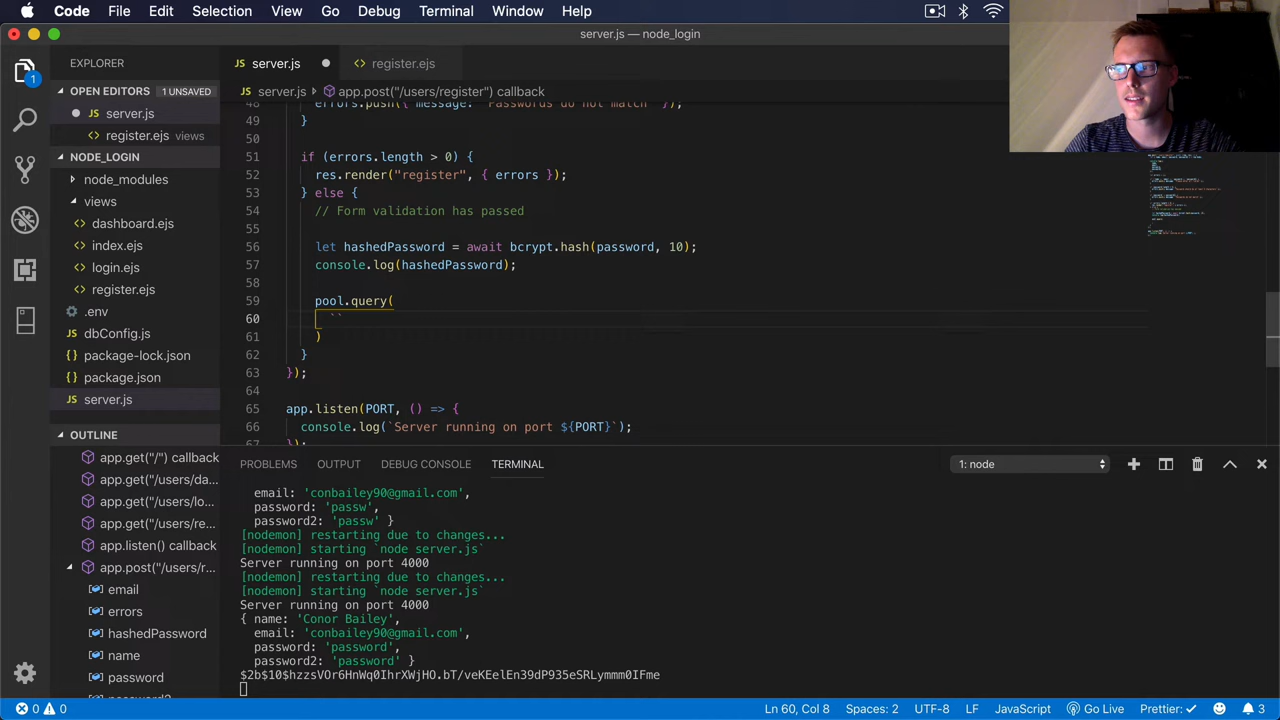 Code File Edit Selection View Go Debug Terminal Window Help
server.js — node_login
EXPLORER
server.js
register.ejs
OPEN EDITORS 1 UNSAVED
server.js > app.post("/users/register") callback
server.js
register.ejs views
NODE_LOGIN
node_modules
views
dashboard.ejs
index.ejs
login.ejs
register.ejs
.env
dbConfig.js
package-lock.json
package.json
server.js
48 errors.push({ message: "Passwords do not match" });
49 }
50
51 if (errors.length > 0) {
52 res.render("register", { errors });
53 } else {
54 // Form validation has passed
55
56 let hashedPassword = await bcrypt.hash(password, 10);
57 console.log(hashedPassword);
58
59 pool.query(
60 ``
61 )
62 }
63 });
64
65 app.listen(PORT, () => {
66 console.log(`Server running on port ${PORT}`);
67 });
OUTLINE
app.get("/") callback
app.get("/users/da...
app.get("/users/lo...
app.get("/users/re...
app.listen() callback
app.post("/users/r...
email
errors
hashedPassword
name
password
password2
PROBLEMS OUTPUT DEBUG CONSOLE TERMINAL
1: node
email: 'conbailey90@gmail.com',
password: 'passw',
password2: 'passw' }
[nodemon] restarting due to changes...
[nodemon] starting `node server.js`
Server running on port 4000
[nodemon] restarting due to changes...
[nodemon] starting `node server.js`
Server running on port 4000
{ name: 'Conor Bailey',
email: 'conbailey90@gmail.com',
password: 'password',
password2: 'password' }
$2b$10$hzzsVOr6HnWq0IhrXWjHO.bT/veKEelEn39dP935eSRLymmm0IFme
0 0
Ln 60, Col 8 Spaces: 2 UTF-8 LF JavaScript Go Live Prettier: ✓ 3